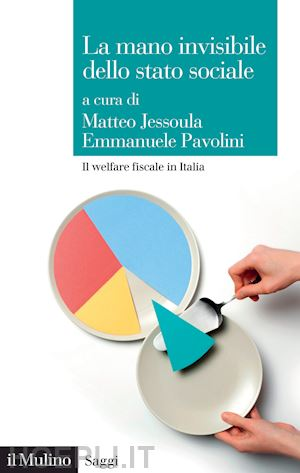 La mano invisibile
dello stato sociale
a cura di
Matteo Jessoula
Emmanuele Pavolini
Il welfare fiscale in Italia
il Mulino
Saggi